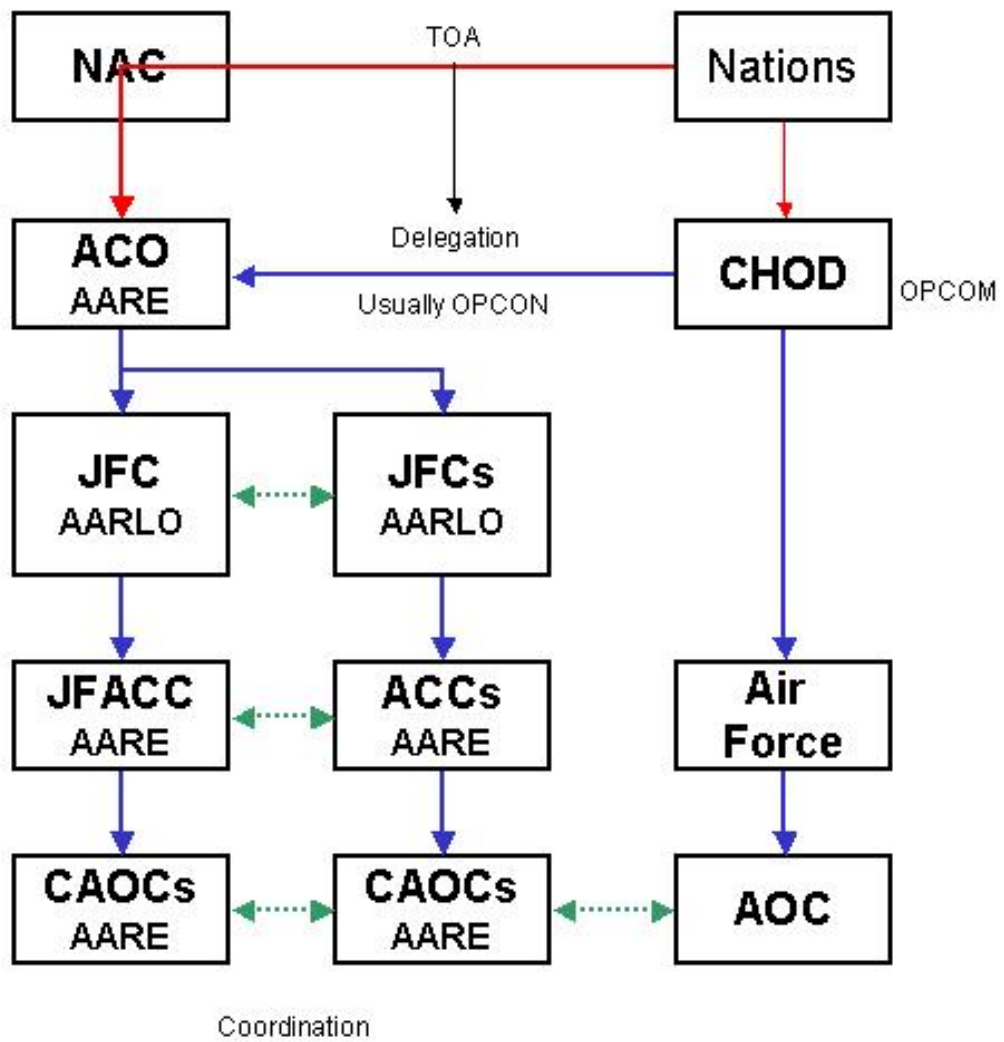 TOA
NAC
Nations
ACO
AARE
Delegation
Usually OPCON
CHOD
OPCOM
JFC
AARLO
JFCs
AARLO
JFACC
AARE
ACCs
AARE
Air
Force
CAOCs
AARE
CAOCs
AARE
AOC
Coordination